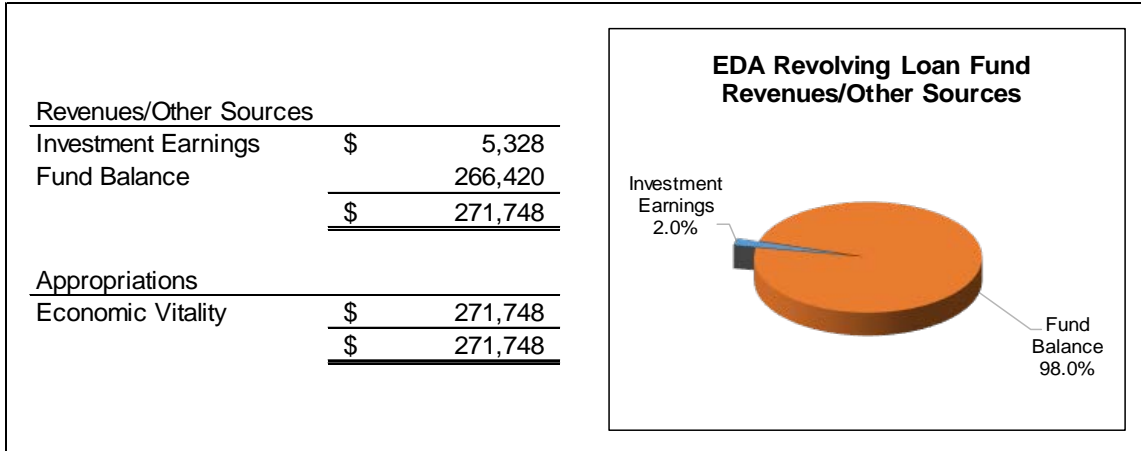 Revenues/Other Sources
Investment Earnings $ 5,328
Fund Balance 266,420
$ 271,748
Appropriations
Economic Vitality $ 271,748
$ 271,748
EDA Revolving Loan Fund
Revenues/Other Sources
Investment
Earnings
2.0%
Fund
Balance
98.0%